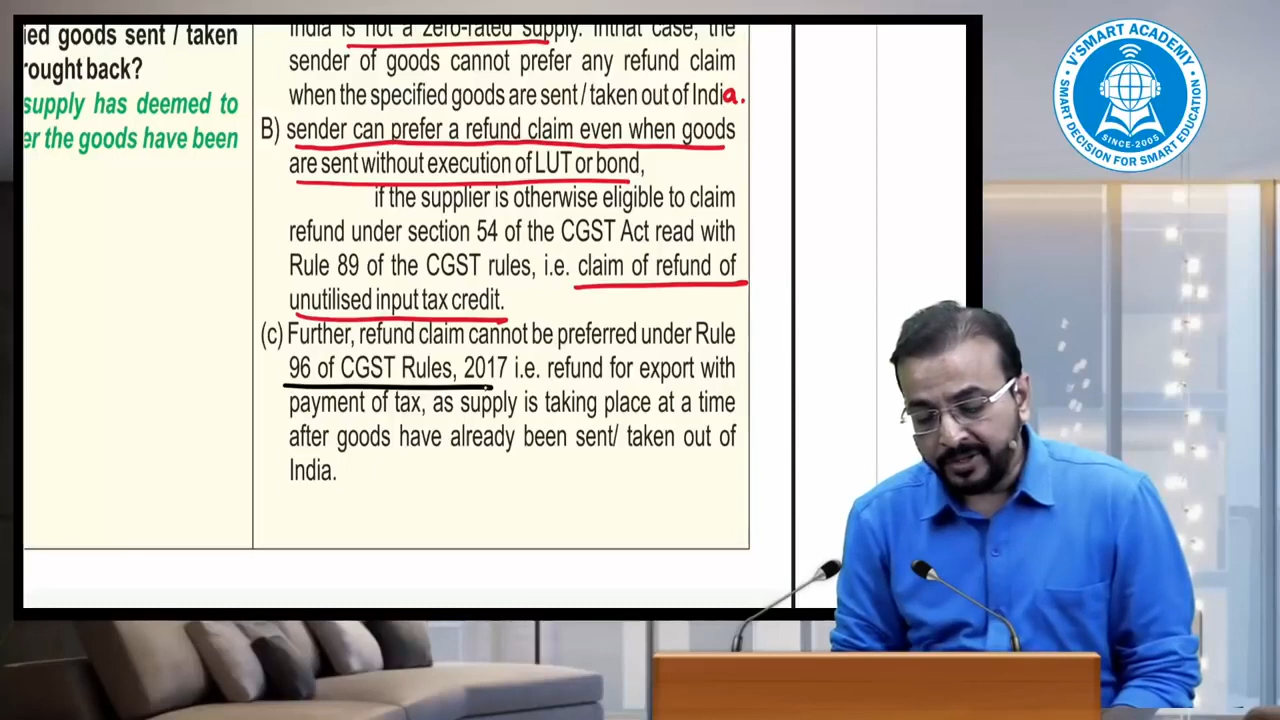 ied goods sent / taken
rought back?
supply has deemed to
er the goods have been
India is not a zero-rated supply. Inthat case, the
sender of goods cannot prefer any refund claim
when the specified goods are sent / taken out of India.
B) sender can prefer a refund claim even when goods
are sent without execution of LUT or bond,
if the supplier is otherwise eligible to claim
refund under section 54 of the CGST Act read with
Rule 89 of the CGST rules, i.e. claim of refund of
unutilised input tax credit.
(c) Further, refund claim cannot be preferred under Rule
96 of CGST Rules, 2017 i.e. refund for export with
payment of tax, as supply is taking place at a time
after goods have already been sent/ taken out of
India.
V'SMART ACADEMY
SINCE-2005
SMART DECISION FOR SMART EDUCATION